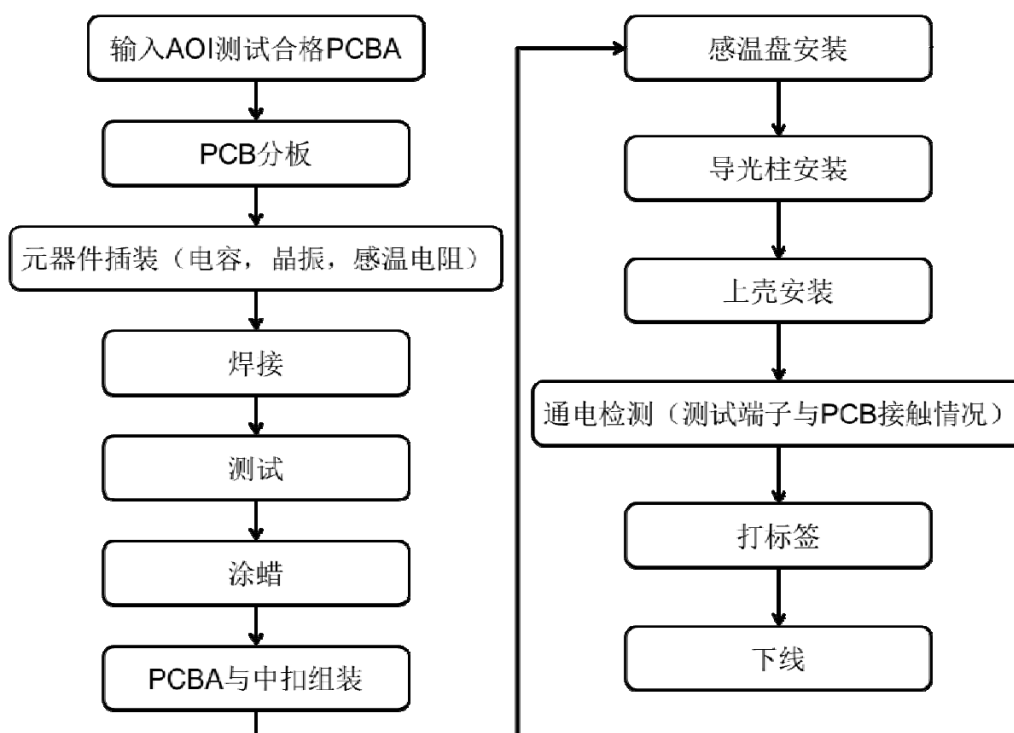 输入AOI测试合格PCBA
PCB分板
元器件插装（电容，晶振，感温电阻）
焊接
测试
涂蜡
PCBA与中扣组装
感温盘安装
导光柱安装
上壳安装
通电检测（测试端子与PCB接触情况）
打标签
下线